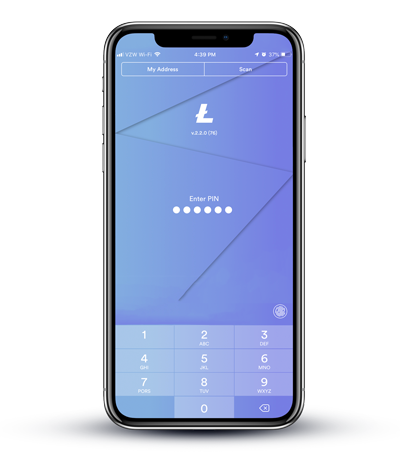 VZW Wi-Fi 4:39 PM 37%
My Address Scan
v.2.2.0 (76)
Enter PIN
1 2 3
ABC DEF
4 5 6
GHI JKL MNO
7 8 9
PQRS TUV WXYZ
0